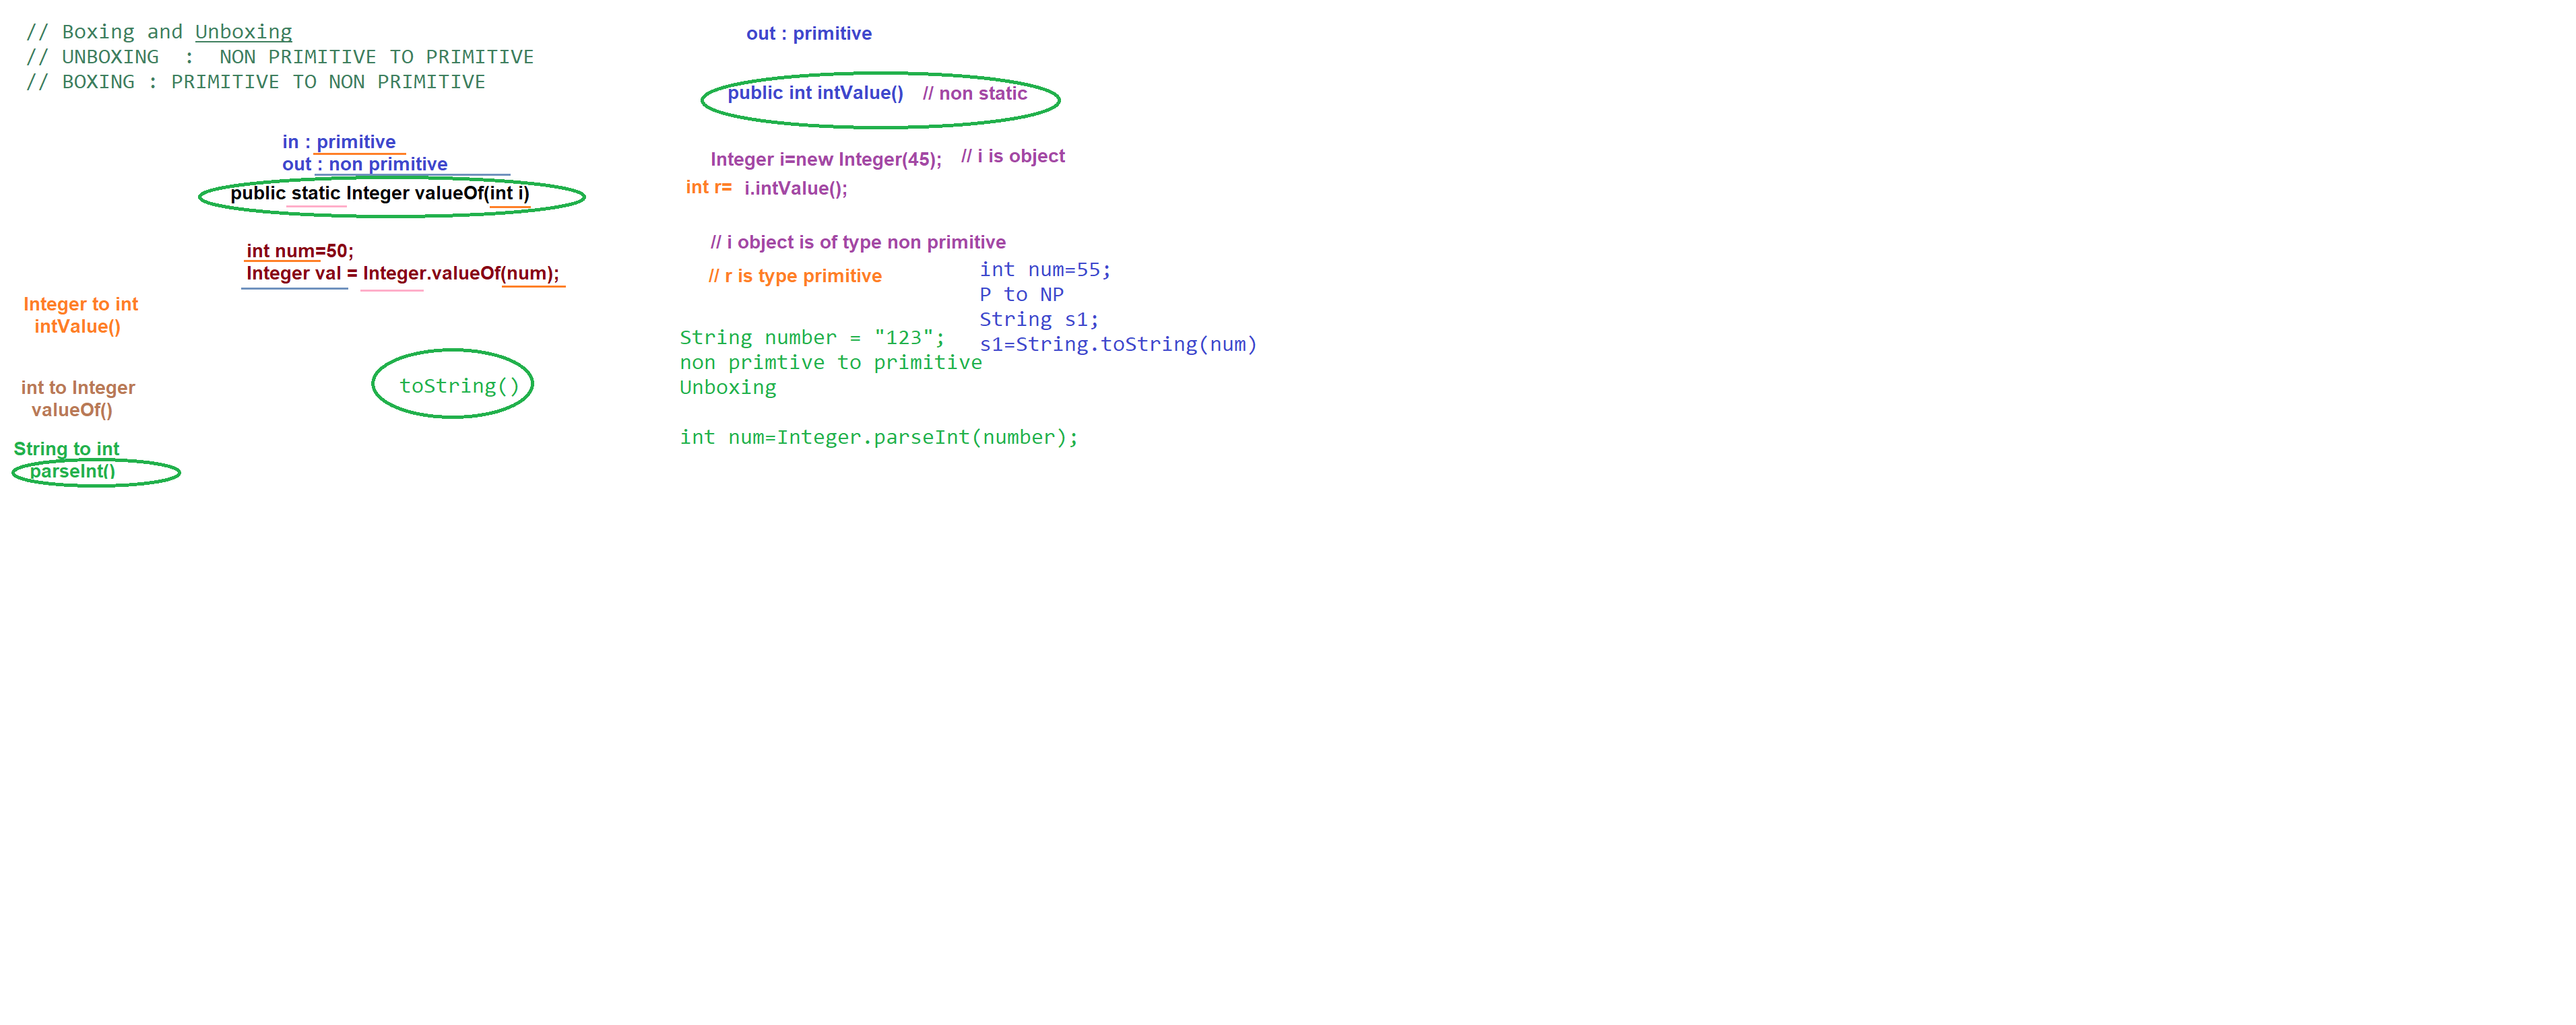 // Boxing and Unboxing
// UNBOXING  :  NON PRIMITIVE TO PRIMITIVE
// BOXING : PRIMITIVE TO NON PRIMITIVE
in : primitive
out : non primitive
public static Integer valueOf(int i)
int num=50;
Integer val = Integer.valueOf(num);
Integer to int
intValue()
int to Integer
valueOf()
String to int
parseInt()
toString()
out : primitive
public int intValue()   // non static
Integer i=new Integer(45);   // i is object
int r=  i.intValue();
// i object is of type non primitive
// r is type primitive
int num=55;
P to NP
String s1;
s1=String.toString(num)
String number = "123";
non primtive to primitive
Unboxing
int num=Integer.parseInt(number);